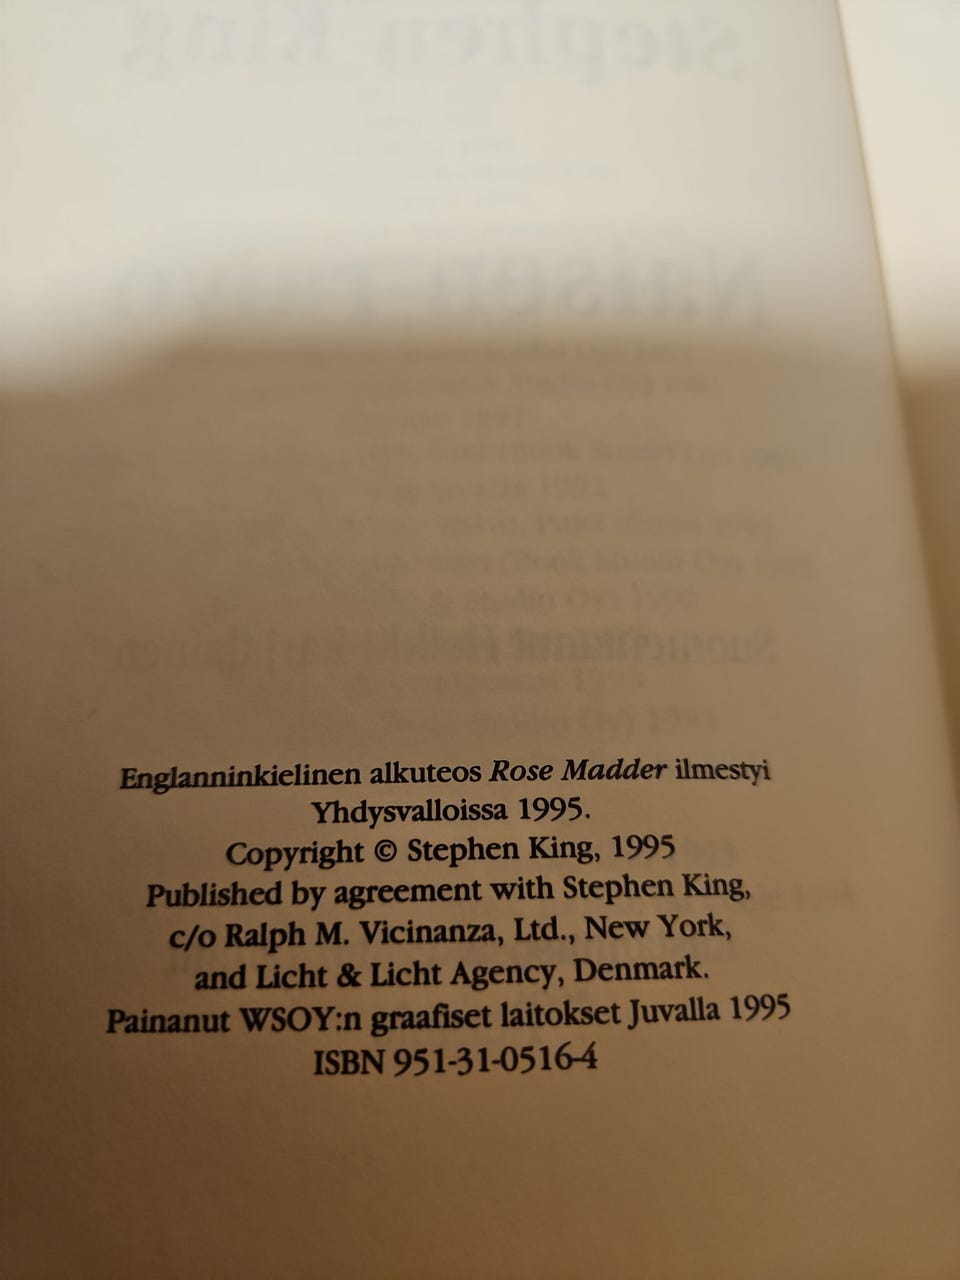 Englanninkielinen alkuteos Rose Madder ilmestyi
Yhdysvalloissa 1995.
Copyright © Stephen King, 1995
Published by agreement with Stephen King,
c/o Ralph M. Vicinanza, Ltd., New York,
and Licht & Licht Agency, Denmark.
Painanut WSOY:n graafiset laitokset Juvalla 1995
ISBN 951-31-0516-4